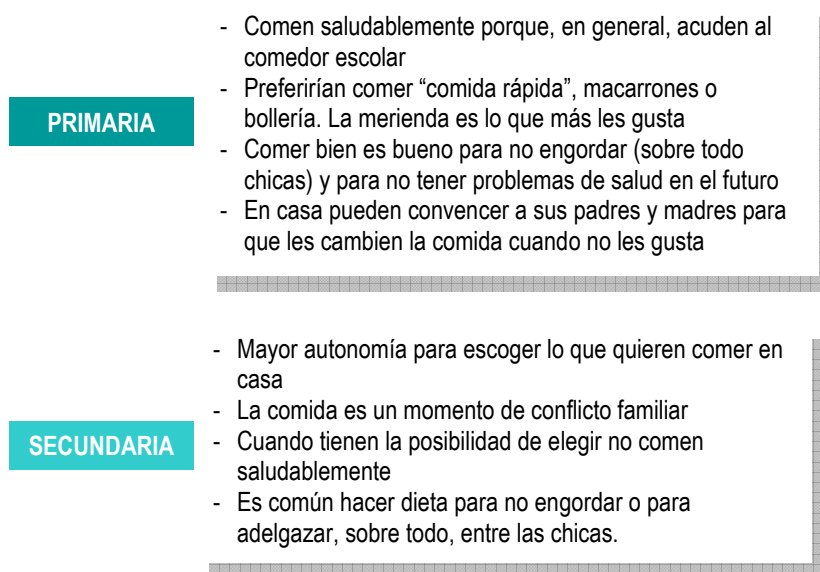 PRIMARIA
- Comen saludablemente porque, en general, acuden al
comedor escolar
- Preferirían comer “comida rápida”, macarrones o
bollería. La merienda es lo que más les gusta
- Comer bien es bueno para no engordar (sobre todo
chicas) y para no tener problemas de salud en el futuro
- En casa pueden convencer a sus padres y madres para
que les cambien la comida cuando no les gusta
SECUNDARIA
- Mayor autonomía para escoger lo que quieren comer en
casa
- La comida es un momento de conflicto familiar
- Cuando tienen la posibilidad de elegir no comen
saludablemente
- Es común hacer dieta para no engordar o para
adelgazar, sobre todo, entre las chicas.